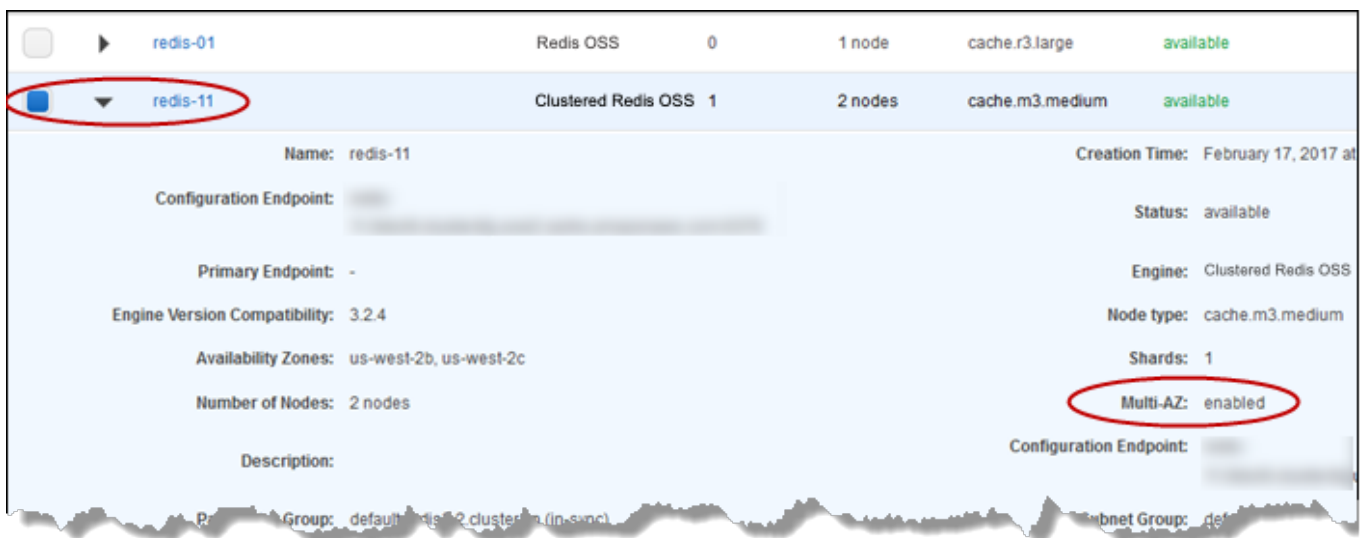 redis-01 Redis OSS 0 1 node cache.r3.large available
redis-11 Clustered Redis OSS 1 2 nodes cache.m3.medium available
Name: redis-11 Creation Time: February 17, 2017 at
Configuration Endpoint:
Status: available
Primary Endpoint: - Engine: Clustered Redis OSS
Engine Version Compatibility: 3.2.4 Node type: cache.m3.medium
Availability Zones: us-west-2b, us-west-2c Shards: 1
Number of Nodes: 2 nodes Multi-AZ: enabled
Configuration Endpoint:
Description:
Group: (in-sync) Group: